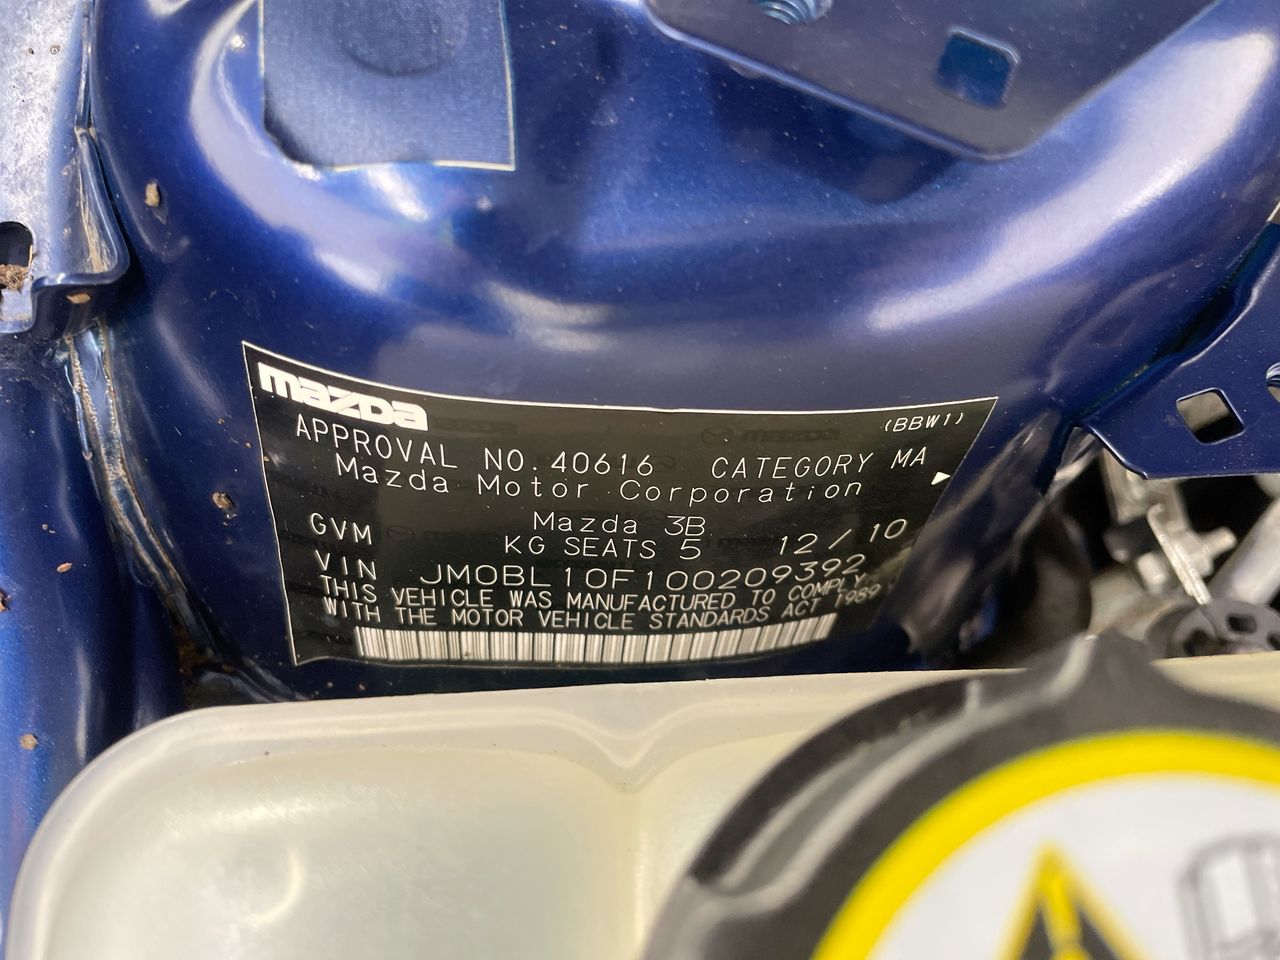 mazda
(BBW1)
APPROVAL NO. 40616 CATEGORY MA
Mazda Motor Corporation
Mazda 3B
GVM KG SEATS 5 12/10
VIN JM0BL10F100209392
THIS VEHICLE WAS MANUFACTURED TO COMPLY
WITH THE MOTOR VEHICLE STANDARDS ACT 1989